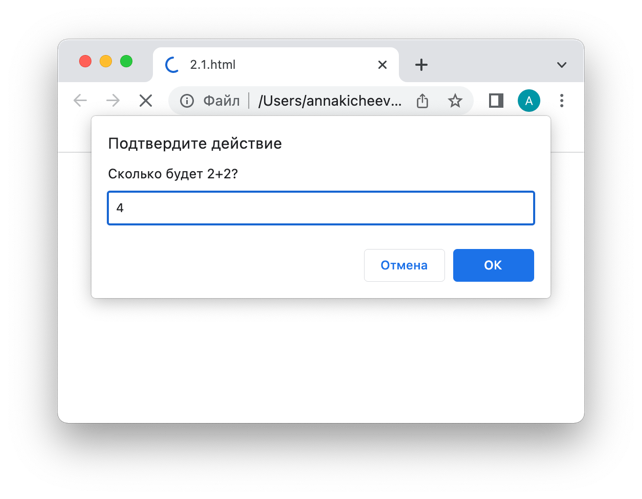 2.1.html
Файл /Users/annakicheev...
A
Подтвердите действие
Сколько будет 2+2?
4
Отмена OK